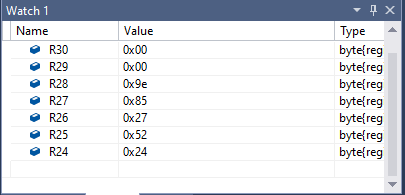 Watch 1
Name Value Type
R30 0x00 byte{reg
R29 0x00 byte{reg
R28 0x9e byte{reg
R27 0x85 byte{reg
R26 0x27 byte{reg
R25 0x52 byte{reg
R24 0x24 byte{reg